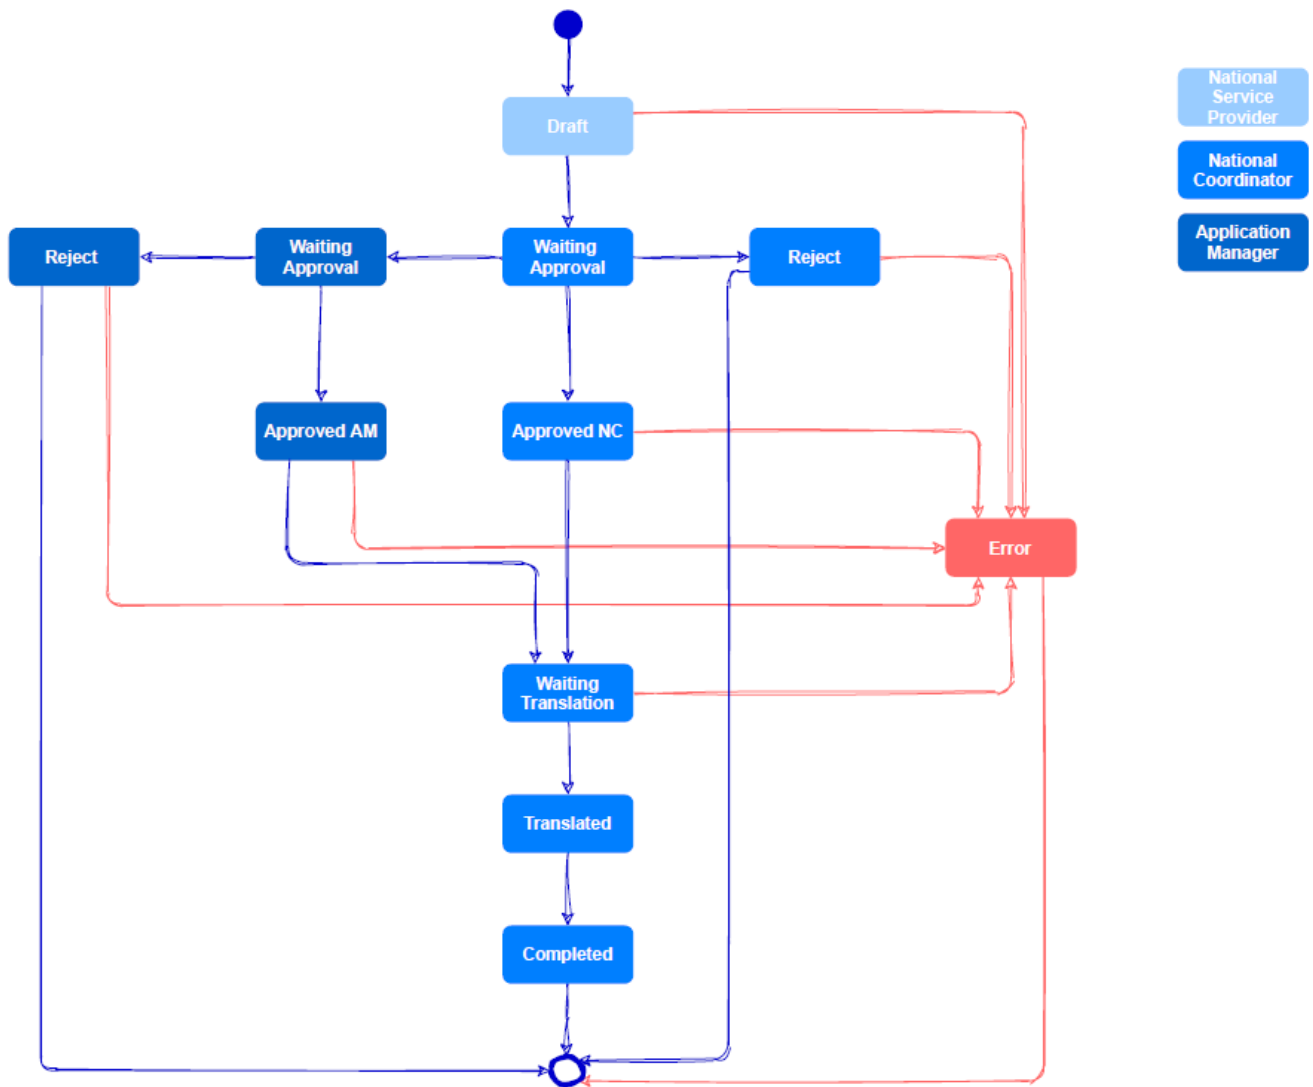 National
Service
Provider
Draft
National
Coordinator
Reject
Waiting
Approval
Waiting
Approval
Reject
Application
Manager
Approved AM
Approved NC
Error
Waiting
Translation
Translated
Completed